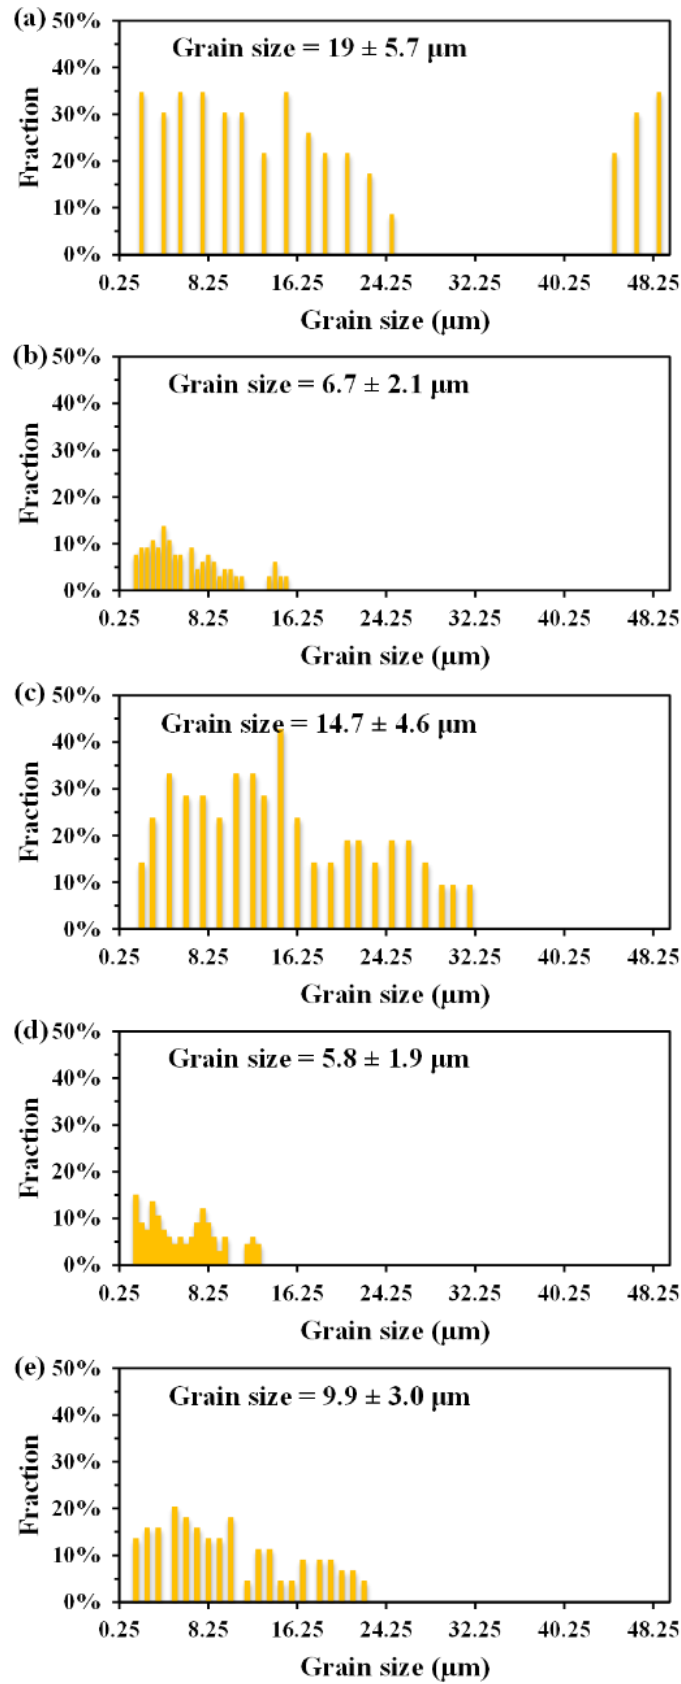 (a) 50%
Grain size = 19 ± 5.7 μm
40%
30%
20%
10%
0%
Fraction
0.25 8.25 16.25 24.25 32.25 40.25 48.25
Grain size (μm)
(b) 50%
Grain size = 6.7 ± 2.1 μm
40%
30%
20%
10%
0%
Fraction
0.25 8.25 16.25 24.25 32.25 40.25 48.25
Grain size (μm)
(c) 50%
Grain size = 14.7 ± 4.6 μm
40%
30%
20%
10%
0%
Fraction
0.25 8.25 16.25 24.25 32.25 40.25 48.25
Grain size (μm)
(d) 50%
Grain size = 5.8 ± 1.9 μm
40%
30%
20%
10%
0%
Fraction
0.25 8.25 16.25 24.25 32.25 40.25 48.25
Grain size (μm)
(e) 50%
Grain size = 9.9 ± 3.0 μm
40%
30%
20%
10%
0%
Fraction
0.25 8.25 16.25 24.25 32.25 40.25 48.25
Grain size (μm)